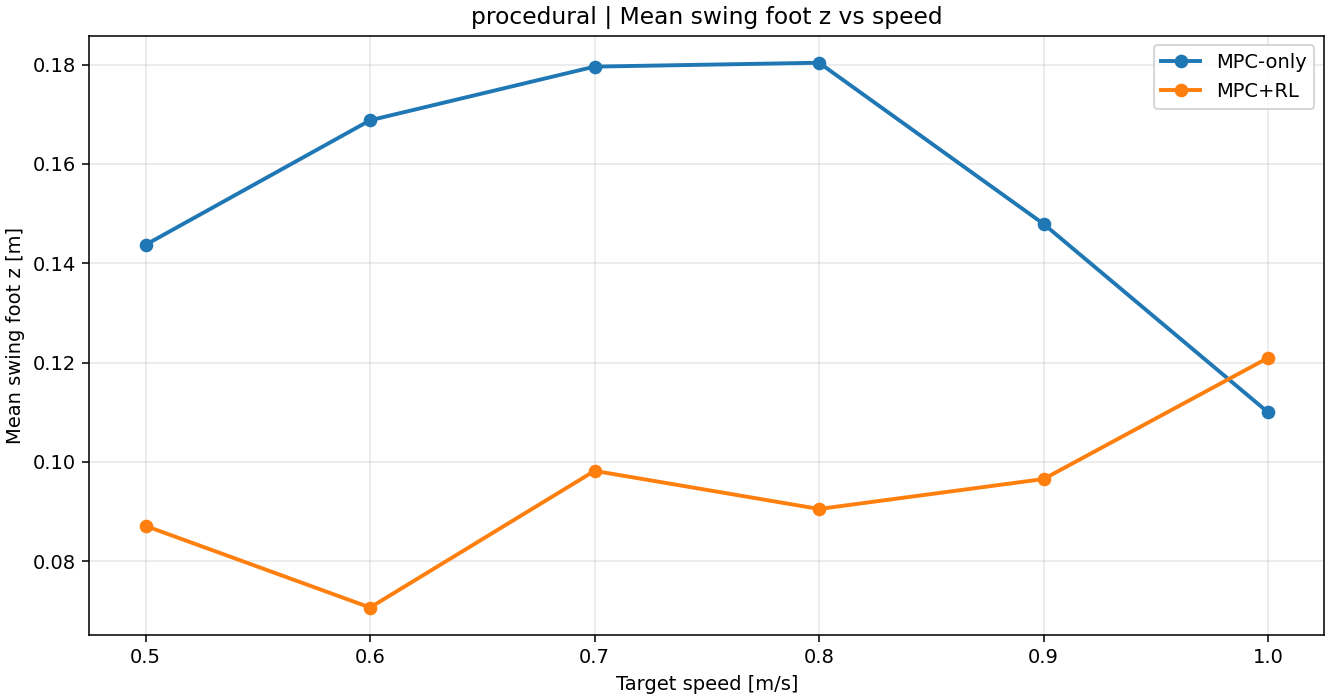 procedural | Mean swing foot z vs speed
MPC-only
MPC+RL
Mean swing foot z [m]
0.18
0.16
0.14
0.12
0.10
0.08
0.5 0.6 0.7 0.8 0.9 1.0
Target speed [m/s]